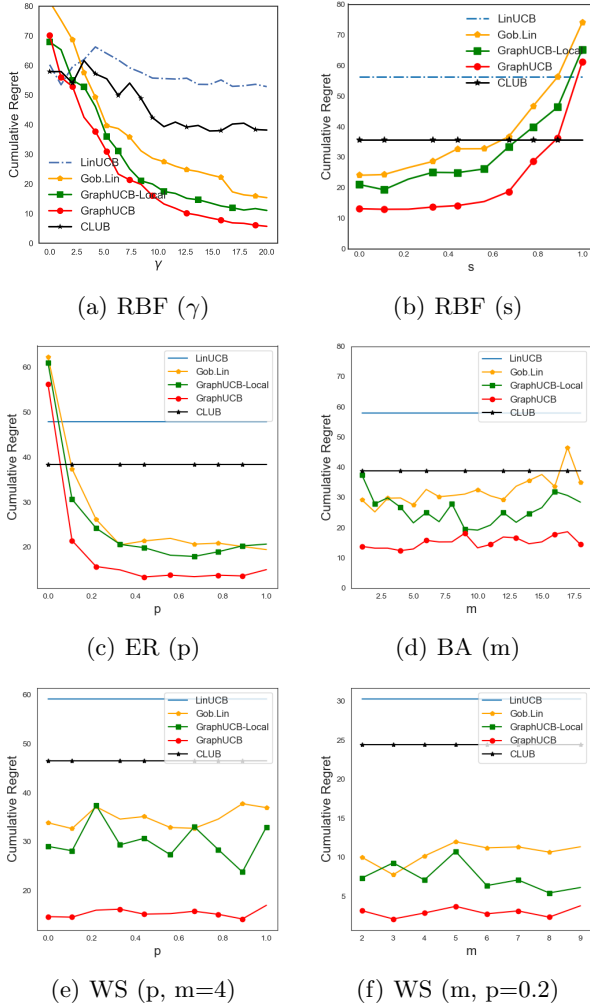 80
70
60
50
40
30
20
10
0
Cumulative Regret
LinUCB
Gob.Lin
GraphUCB-Local
GraphUCB
CLUB
0.0 2.5 5.0 7.5 10.0 12.5 15.0 17.5 20.0
γ
(a) RBF (γ)
80
70
60
50
40
30
20
10
0
Cumulative Regret
LinUCB
Gob.Lin
GraphUCB-Local
GraphUCB
CLUB
0.0 0.2 0.4 0.6 0.8 1.0
s
(b) RBF (s)
60
50
40
30
20
Cumulative Regret
LinUCB
Gob.Lin
GraphUCB-Local
GraphUCB
CLUB
0.0 0.2 0.4 0.6 0.8 1.0
p
(c) ER (p)
80
70
60
50
40
30
20
10
0
Cumulative Regret
LinUCB
Gob.Lin
GraphUCB-Local
GraphUCB
CLUB
2.5 5.0 7.5 10.0 12.5 15.0 17.5
m
(d) BA (m)
60
50
40
30
20
Cumulative Regret
LinUCB
Gob.Lin
GraphUCB-Local
GraphUCB
CLUB
0.0 0.2 0.4 0.6 0.8 1.0
p
(e) WS (p, m=4)
30
25
20
15
10
5
Cumulative Regret
LinUCB
Gob.Lin
GraphUCB-Local
GraphUCB
CLUB
2 3 4 5 6 7 8 9
m
(f) WS (m, p=0.2)